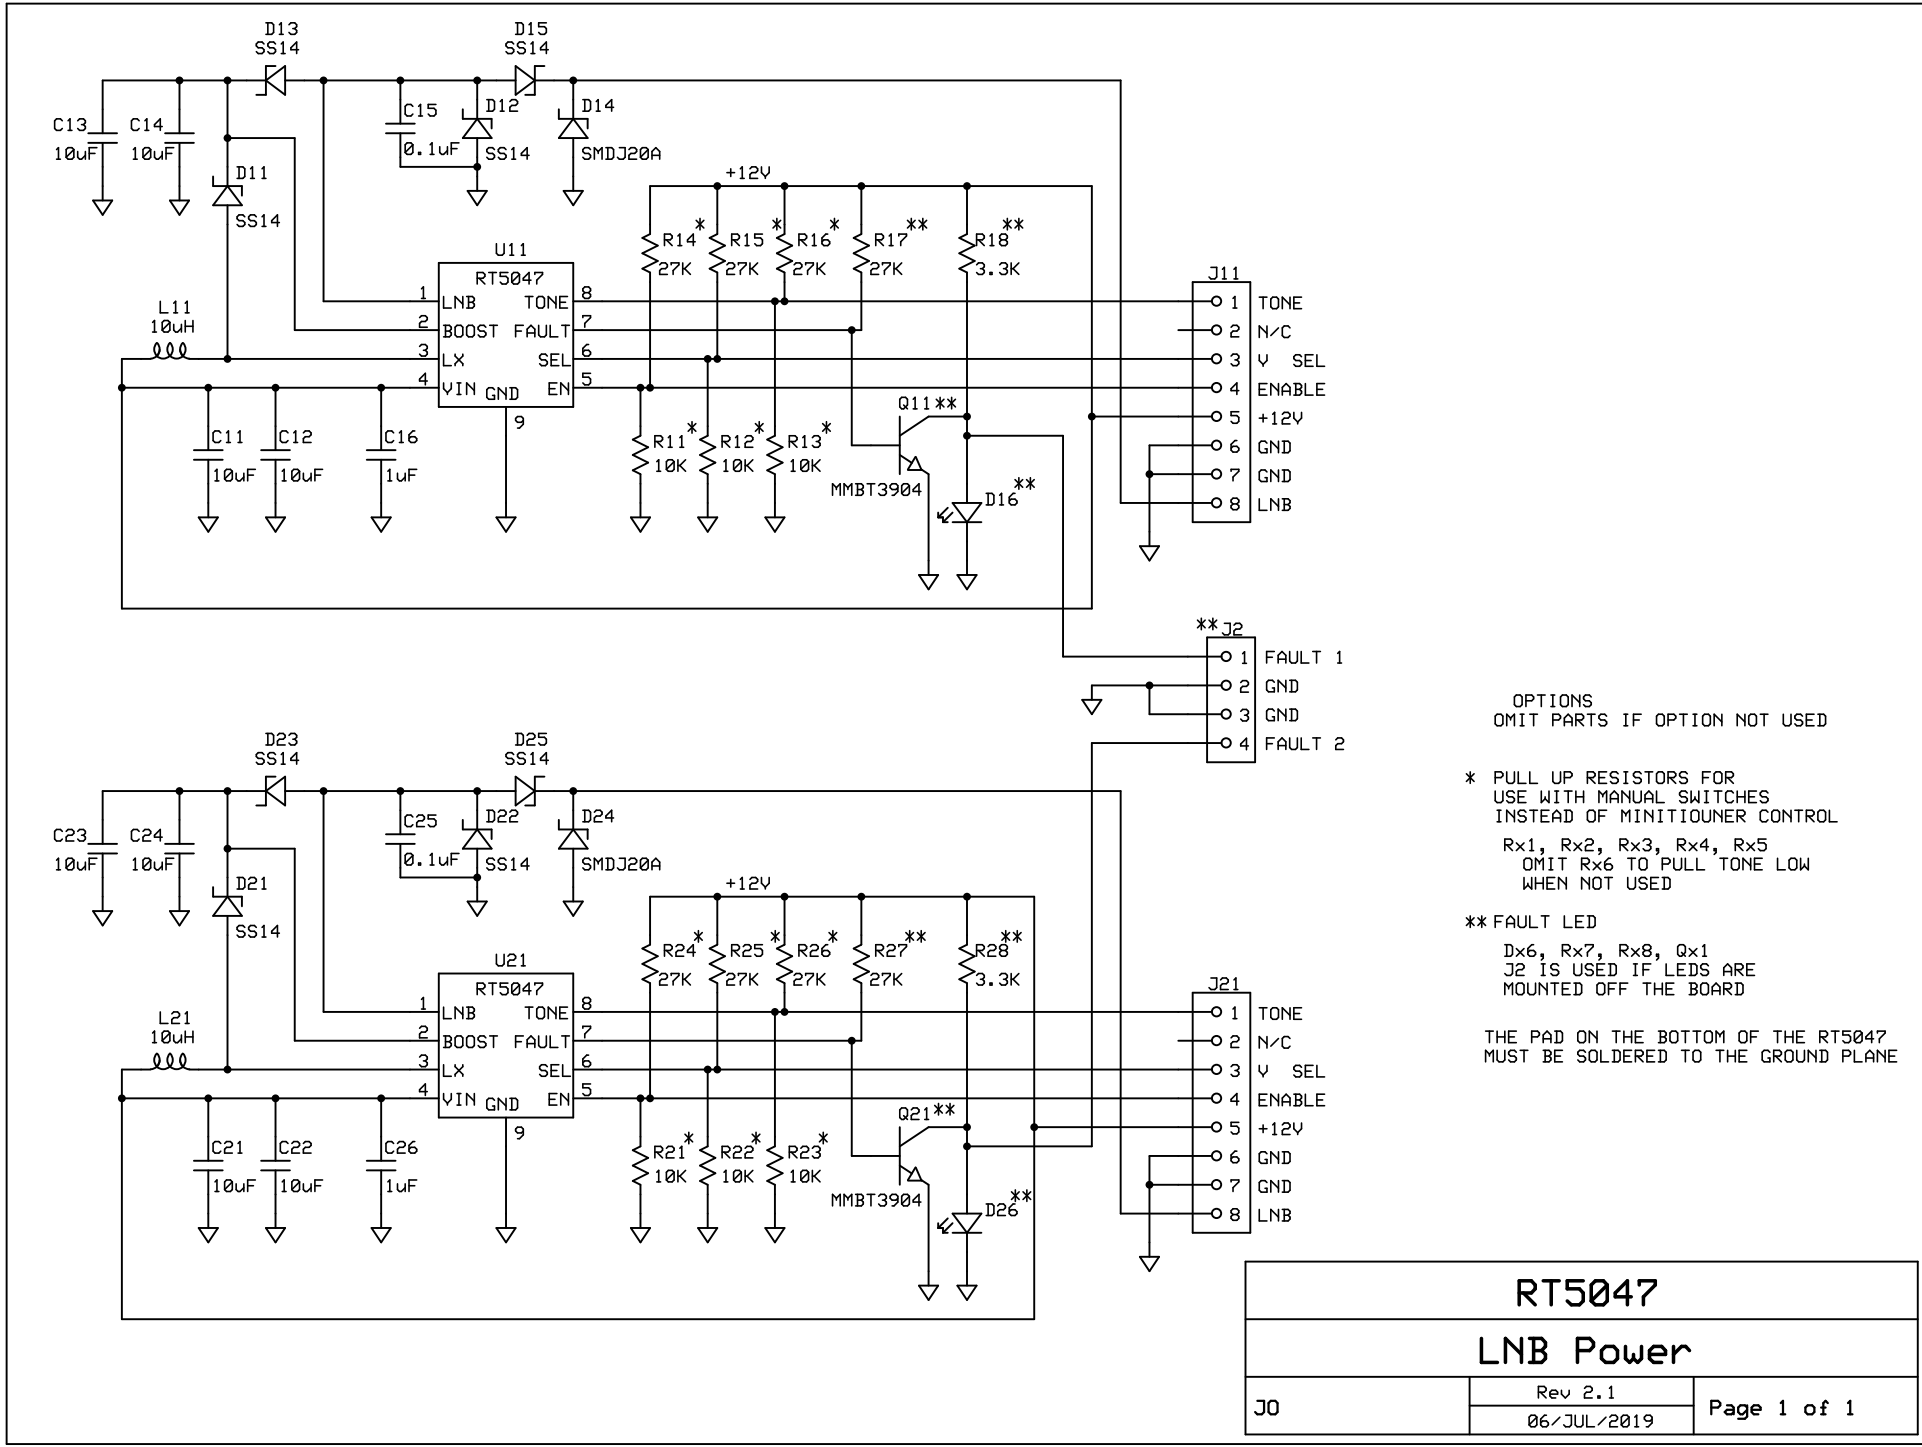 D13
SS14
D15
SS14
C13
10uF
C14
10uF
D11
SS14
C15
0.1uF
D12
SS14
D14
SMDJ20A
+12V
R14*
27K
R15*
27K
R16*
27K
R17**
27K
R18**
3.3K
U11
RT5047
1 LNB
2 BOOST
3 LX
4 VIN
GND
9
TONE 8
FAULT 7
SEL 6
EN 5
L11
10uH
C11
10uF
C12
10uF
C16
1uF
R11*
10K
R12*
10K
R13*
10K
Q11**
MMBT3904
D16**
J11
1 TONE
2 N/C
3 V SEL
4 ENABLE
5 +12V
6 GND
7 GND
8 LNB
**J2
1 FAULT 1
2 GND
3 GND
4 FAULT 2
OPTIONS
OMIT PARTS IF OPTION NOT USED
* PULL UP RESISTORS FOR
USE WITH MANUAL SWITCHES
INSTEAD OF MINITIOUNER CONTROL
Rx1, Rx2, Rx3, Rx4, Rx5
OMIT Rx6 TO PULL TONE LOW
WHEN NOT USED
** FAULT LED
Dx6, Rx7, Rx8, Qx1
J2 IS USED IF LEDS ARE
MOUNTED OFF THE BOARD
THE PAD ON THE BOTTOM OF THE RT5047
MUST BE SOLDERED TO THE GROUND PLANE
D23
SS14
D25
SS14
C23
10uF
C24
10uF
D21
SS14
C25
0.1uF
D22
SS14
D24
SMDJ20A
+12V
R24*
27K
R25*
27K
R26*
27K
R27**
27K
R28**
3.3K
U21
RT5047
1 LNB
2 BOOST
3 LX
4 VIN
GND
9
TONE 8
FAULT 7
SEL 6
EN 5
L21
10uH
C21
10uF
C22
10uF
C26
1uF
R21*
10K
R22*
10K
R23*
10K
Q21**
MMBT3904
D26**
J21
1 TONE
2 N/C
3 V SEL
4 ENABLE
5 +12V
6 GND
7 GND
8 LNB
RT5047
LNB Power
JO
Rev 2.1
06/JUL/2019
Page 1 of 1